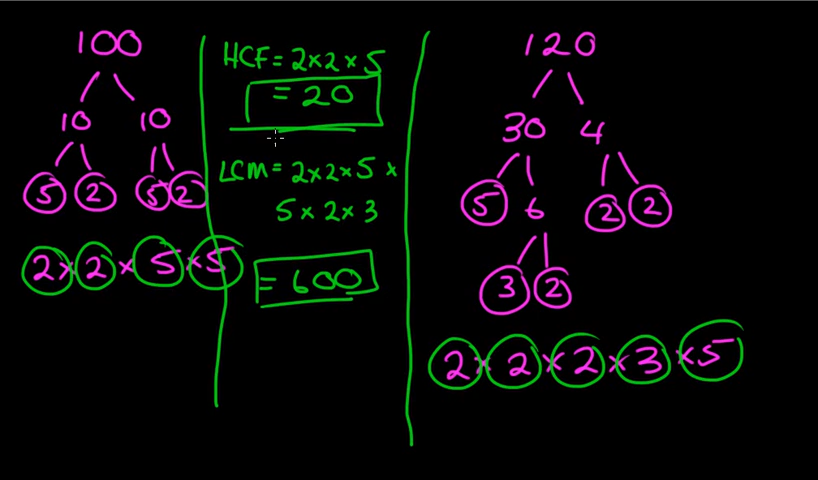 100
10 10
5 2 5 2
2 × 2 × 5 × 5
HCF = 2×2×5
= 20
LCM = 2×2×5 ×
5 × 2 × 3
= 600
120
30 4
5 6 2 2
3 2
2 × 2 × 2 × 3 × 5